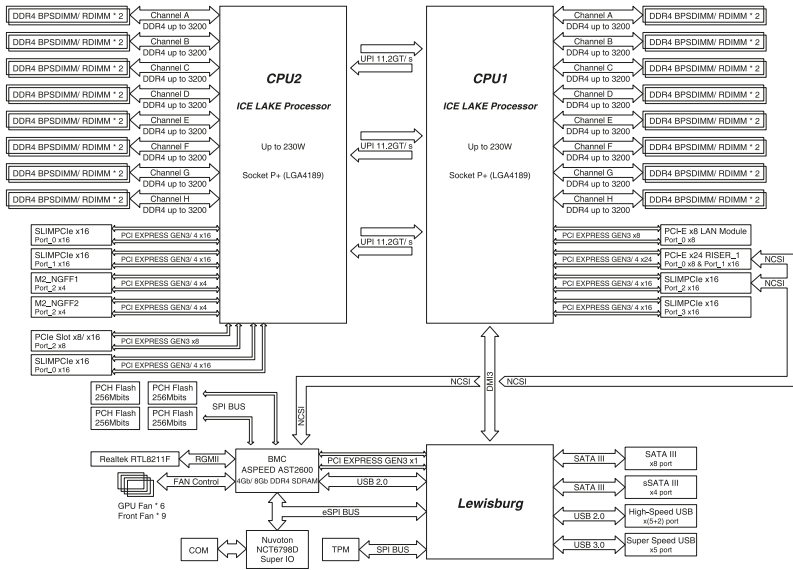 DDR4 BPSDIMM/ RDIMM * 2
Channel A
DDR4 up to 3200
DDR4 BPSDIMM/ RDIMM * 2
Channel B
DDR4 up to 3200
DDR4 BPSDIMM/ RDIMM * 2
Channel C
DDR4 up to 3200
DDR4 BPSDIMM/ RDIMM * 2
Channel D
DDR4 up to 3200
DDR4 BPSDIMM/ RDIMM * 2
Channel E
DDR4 up to 3200
DDR4 BPSDIMM/ RDIMM * 2
Channel F
DDR4 up to 3200
DDR4 BPSDIMM/ RDIMM * 2
Channel G
DDR4 up to 3200
DDR4 BPSDIMM/ RDIMM * 2
Channel H
DDR4 up to 3200
CPU2
ICE LAKE Processor
Up to 230W
Socket P+ (LGA4189)
UPI 11.2GT/ s
UPI 11.2GT/ s
UPI 11.2GT/ s
CPU1
ICE LAKE Processor
Up to 230W
Socket P+ (LGA4189)
Channel A
DDR4 BPSDIMM/ RDIMM * 2
DDR4 up to 3200
Channel B
DDR4 BPSDIMM/ RDIMM * 2
DDR4 up to 3200
Channel C
DDR4 BPSDIMM/ RDIMM * 2
DDR4 up to 3200
Channel D
DDR4 BPSDIMM/ RDIMM * 2
DDR4 up to 3200
Channel E
DDR4 BPSDIMM/ RDIMM * 2
DDR4 up to 3200
Channel F
DDR4 BPSDIMM/ RDIMM * 2
DDR4 up to 3200
Channel G
DDR4 BPSDIMM/ RDIMM * 2
DDR4 up to 3200
Channel H
DDR4 BPSDIMM/ RDIMM * 2
DDR4 up to 3200
SLIMPCIe x16
Port_0 x16
PCI EXPRESS GEN3/ 4 x16
SLIMPCIe x16
Port_1 x16
PCI EXPRESS GEN3/ 4 x16
M2_NGFF1
Port_2 x4
PCI EXPRESS GEN3/ 4 x4
M2_NGFF2
Port_2 x4
PCI EXPRESS GEN3/ 4 x4
PCIe Slot x8/ x16
Port_2 x8
PCI EXPRESS GEN3 x8
SLIMPCIe x16
Port_0 x16
PCI EXPRESS GEN3/ 4 x16
PCI EXPRESS GEN3 x8
PCI-E x8 LAN Module
Port_0 x8
PCI EXPRESS GEN3/ 4 x24
PCI-E x24 RISER_1
Port_0 x8 & Port_1 x16
NCSI
PCI EXPRESS GEN3/ 4 x16
SLIMPCIe x16
Port_2 x16
NCSI
PCI EXPRESS GEN3/ 4 x16
SLIMPCIe x16
Port_3 x16
PCH Flash
256Mbits
PCH Flash
256Mbits
PCH Flash
256Mbits
PCH Flash
256Mbits
SPI BUS
NCSI
NCSI
NCSI
DMI3
Realtek RTL8211F
RGMII
FAN Control
GPU Fan * 6
Front Fan * 9
BMC
ASPEED AST2600
4Gb/ 8Gb DDR4 SDRAM
PCI EXPRESS GEN3 x1
USB 2.0
eSPI BUS
COM
Nuvoton
NCT6798D
Super IO
TPM
SPI BUS
Lewisburg
SATA III
SATA III
x8 port
SATA III
sSATA III
x4 port
USB 2.0
High-Speed USB
x(5+2) port
USB 3.0
Super Speed USB
x5 port